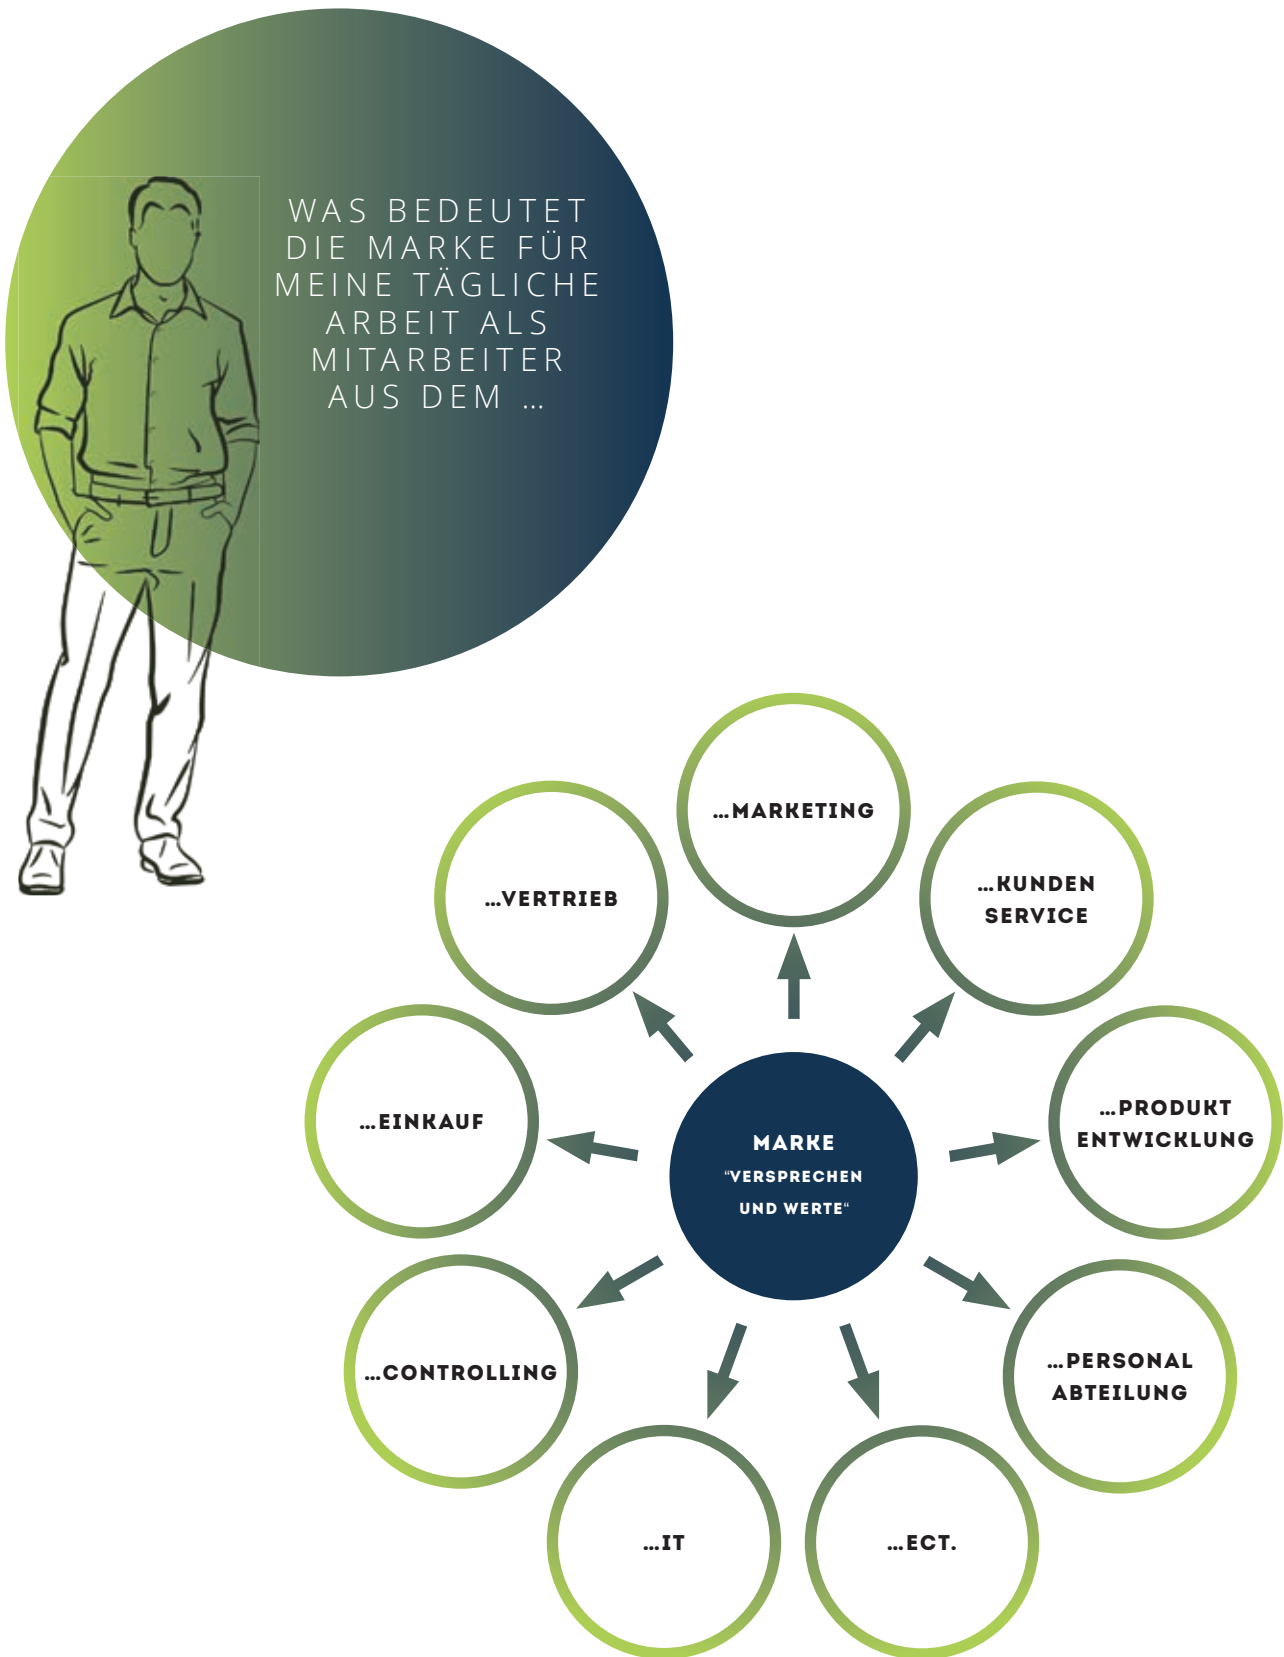 WAS BEDEUTET
DIE MARKE FÜR
MEINE TÄGLICHE
ARBEIT ALS
MITARBEITER
AUS DEM ...
...MARKETING
...KUNDEN
SERVICE
...PRODUKT
ENTWICKLUNG
...PERSONAL
ABTEILUNG
...ECT.
...IT
...CONTROLLING
...EINKAUF
...VERTRIEB
MARKE
“VERSPRECHEN
UND WERTE“